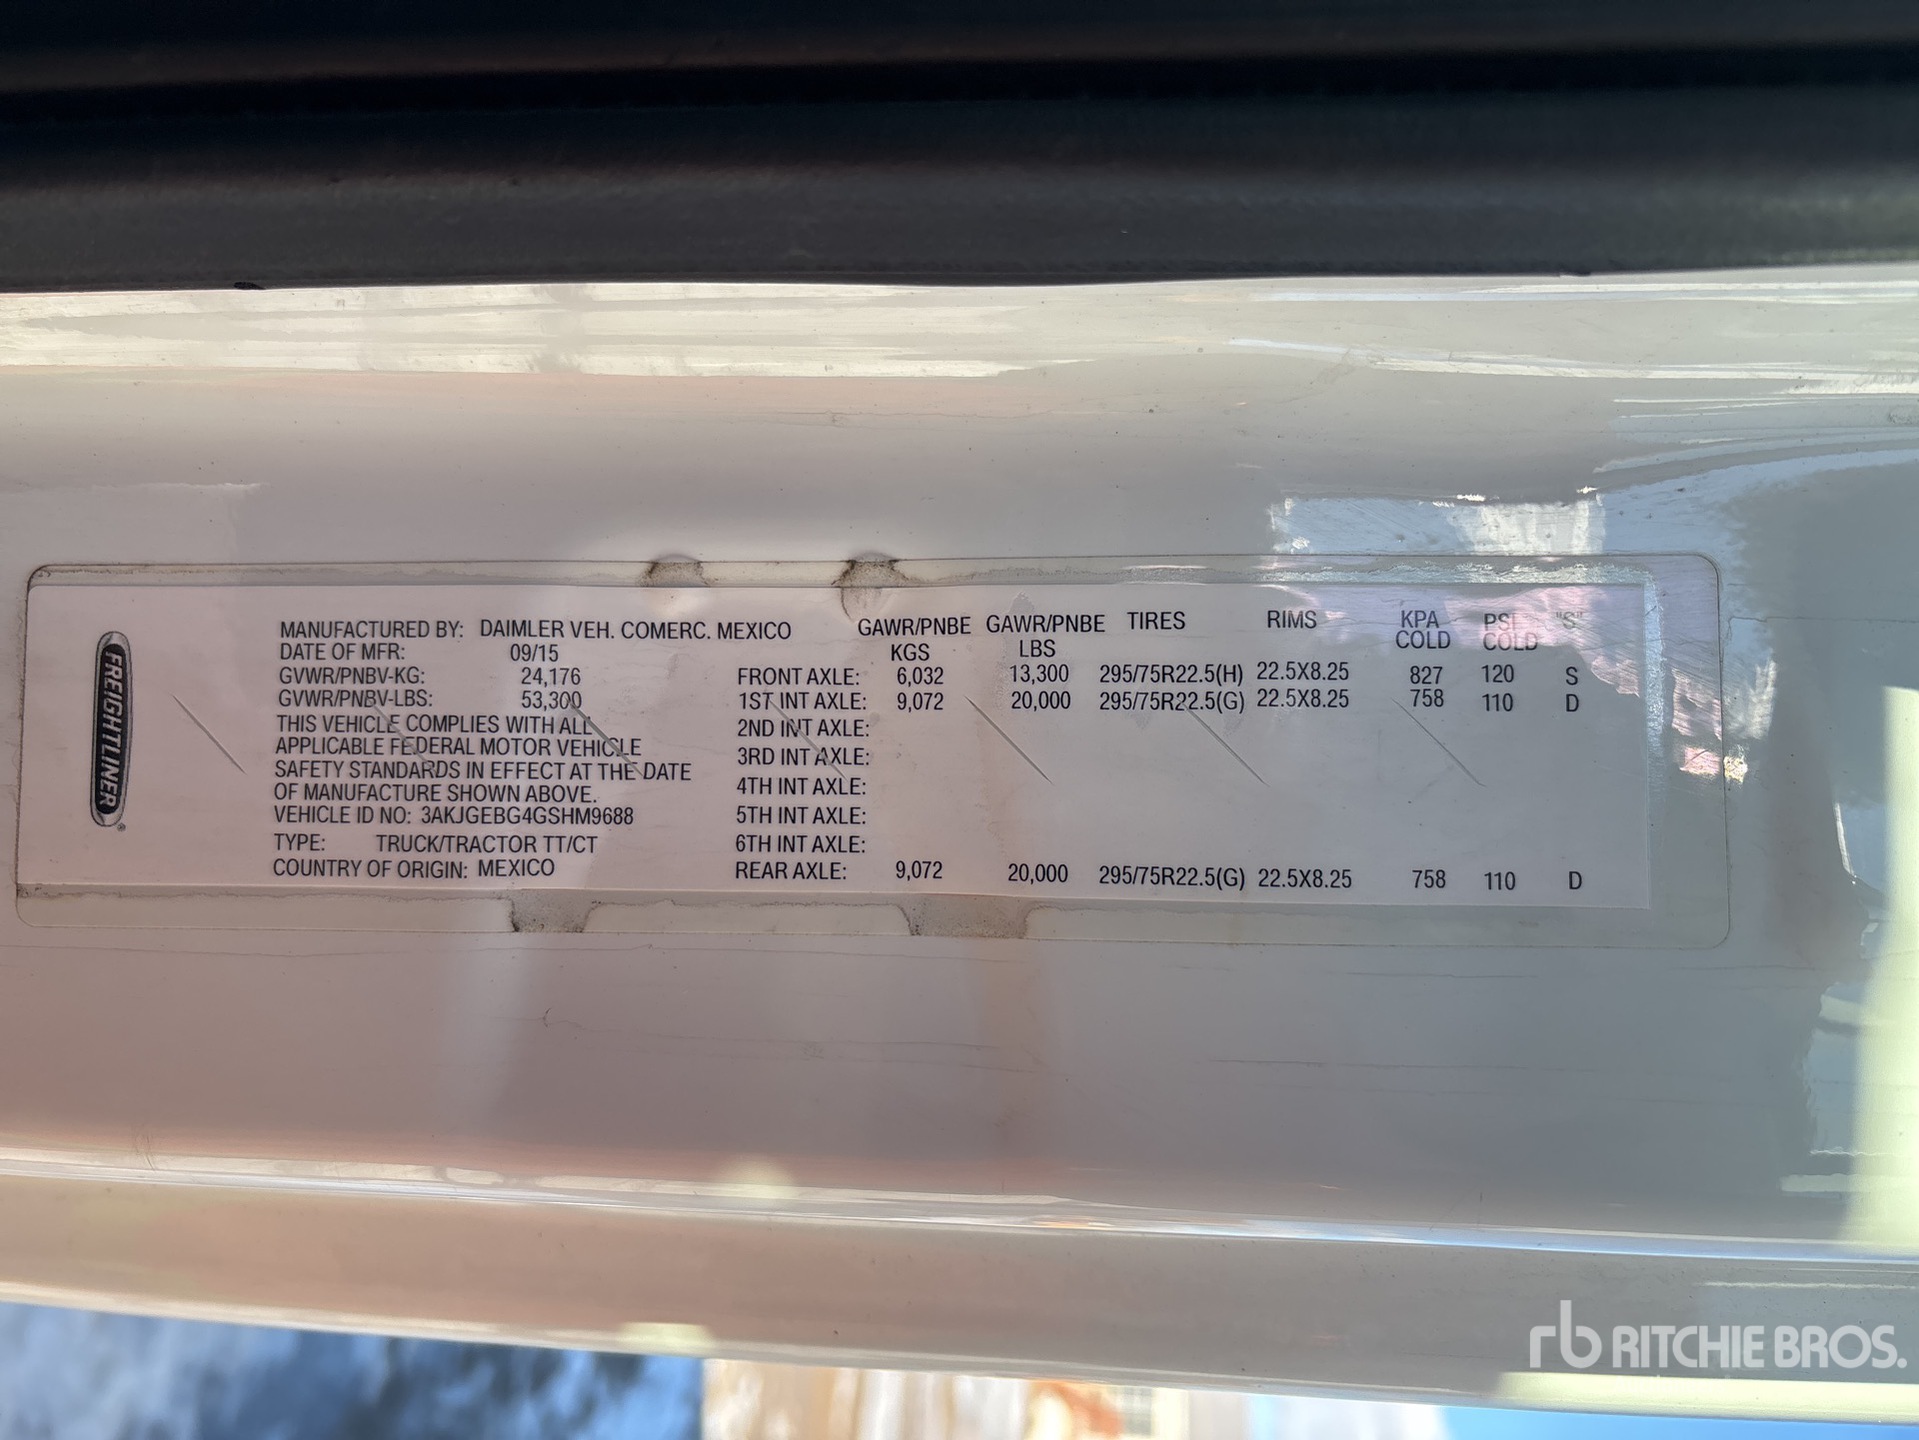 FREIGHTLINER
MANUFACTURED BY: DAIMLER VEH. COMERC. MEXICO
DATE OF MFR: 09/15
GVWR/PNBV-KG: 24,176
GVWR/PNBV-LBS: 53,300
THIS VEHICLE COMPLIES WITH ALL
APPLICABLE FEDERAL MOTOR VEHICLE
SAFETY STANDARDS IN EFFECT AT THE DATE
OF MANUFACTURE SHOWN ABOVE.
VEHICLE ID NO: 3AKJGEBG4GSHM9688
TYPE: TRUCK/TRACTOR TT/CT
COUNTRY OF ORIGIN: MEXICO
GAWR/PNBE GAWR/PNBE TIRES RIMS KPA PSI "S"
KGS LBS COLD COLD
FRONT AXLE: 6,032 13,300 295/75R22.5(H) 22.5X8.25 827 120 S
1ST INT AXLE: 9,072 20,000 295/75R22.5(G) 22.5X8.25 758 110 D
2ND INT AXLE:
3RD INT AXLE:
4TH INT AXLE:
5TH INT AXLE:
6TH INT AXLE:
REAR AXLE: 9,072 20,000 295/75R22.5(G) 22.5X8.25 758 110 D
rb RITCHIE BROS.